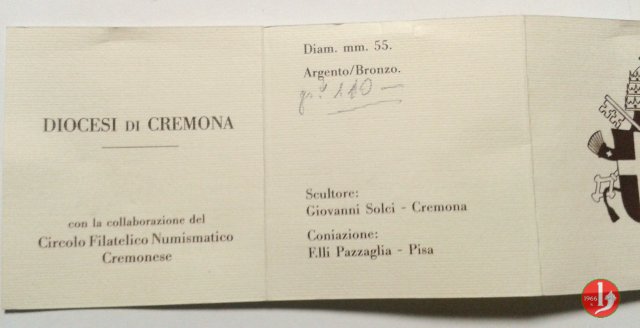 DIOCESI DI CREMONA
con la collaborazione del
Circolo Filatelico Numismatico
Cremonese
Diam. mm. 55.
Argento/Bronzo.
Scultore:
Giovanni Solci - Cremona
Coniazione:
F.lli Pazzaglia - Pisa
1966